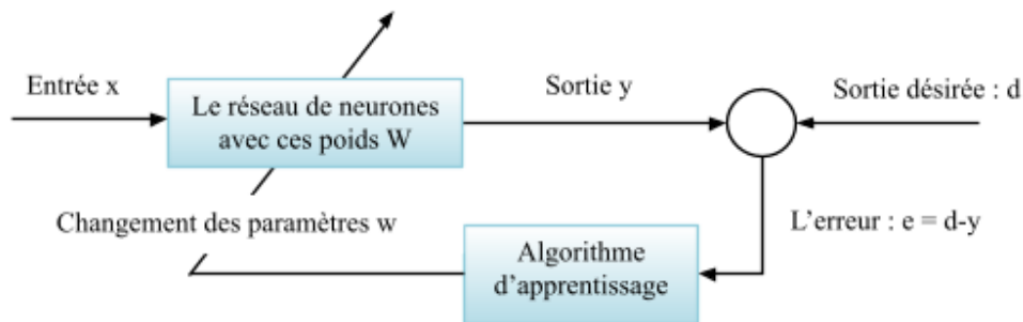 Entrée x
Le réseau de neurones
avec ces poids W
Sortie y
Sortie désirée : d
Changement des paramètres w
L'erreur : e = d-y
Algorithme
d'apprentissage